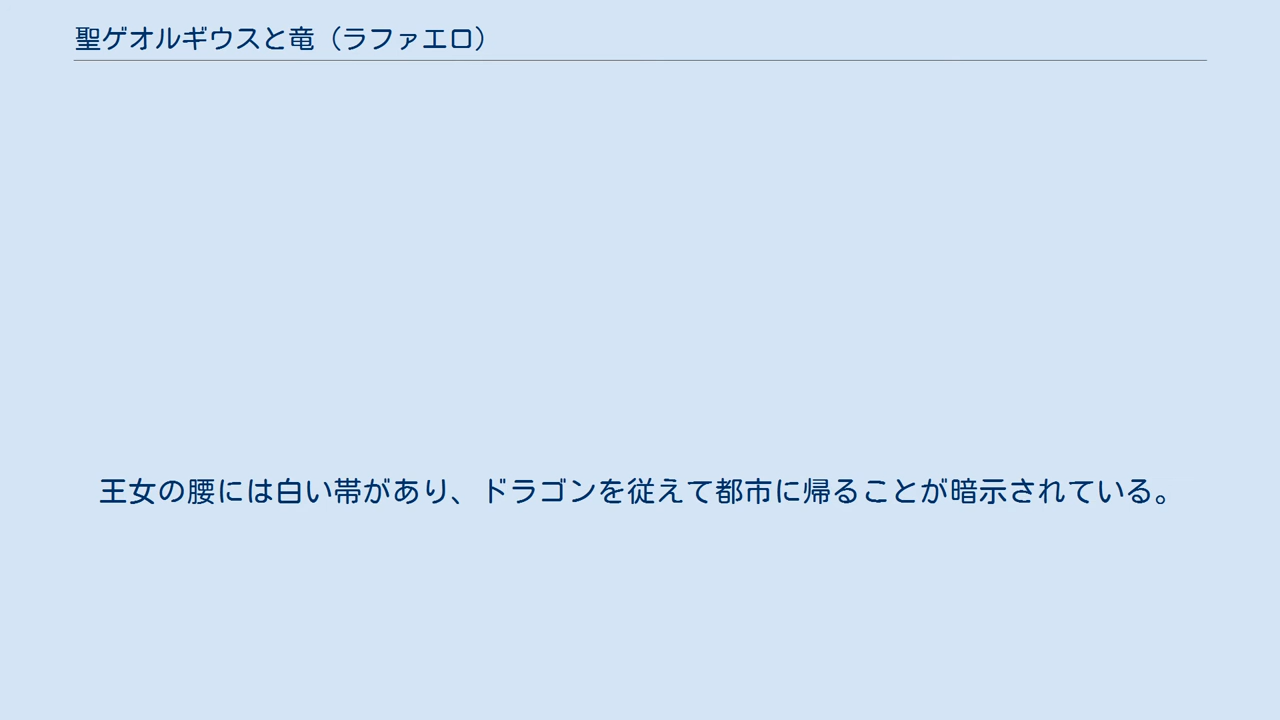 聖ゲオルギウスと竜（ラファエロ）
王女の腰には白い帯があり、ドラゴンを従えて都市に帰ることが暗示されている。